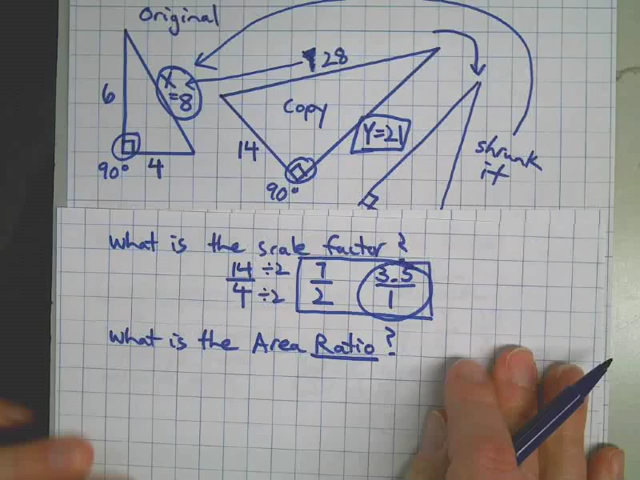 Original
6
X
=8
90°
4
28
Copy
14
Y=21
90°
shrunk
it
What is the scale factor?
14 ÷2
4 ÷2
7
2
3.5
1
What is the Area Ratio?